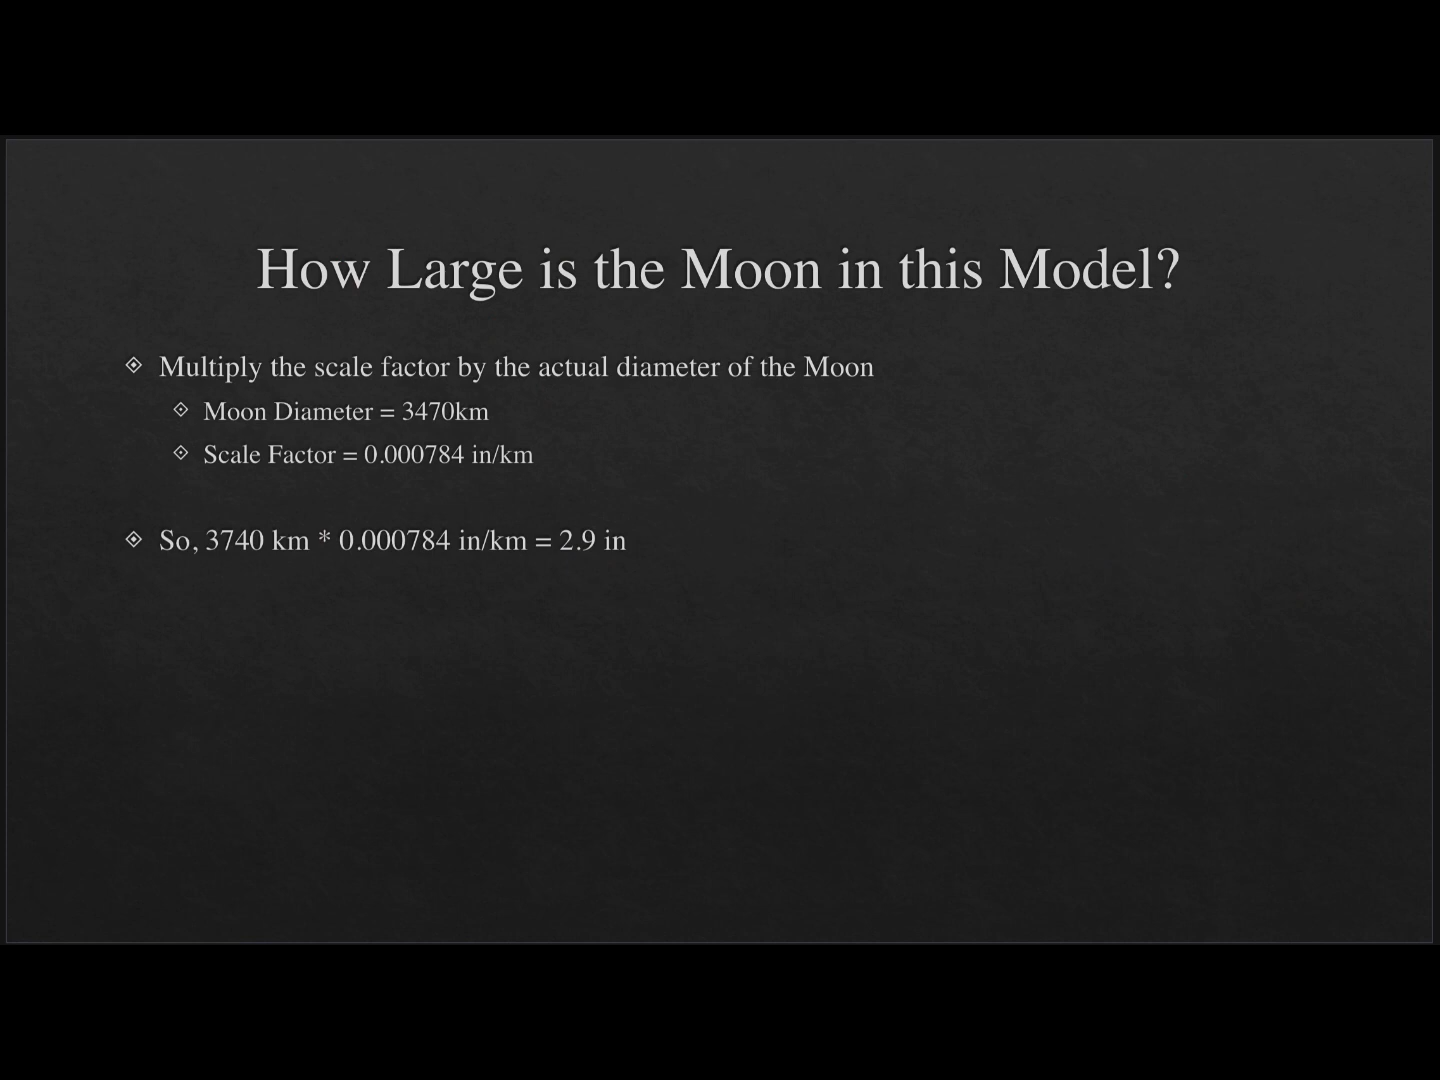 How Large is the Moon in this Model?
Multiply the scale factor by the actual diameter of the Moon
Moon Diameter = 3470km
Scale Factor = 0.000784 in/km
So, 3740 km * 0.000784 in/km = 2.9 in